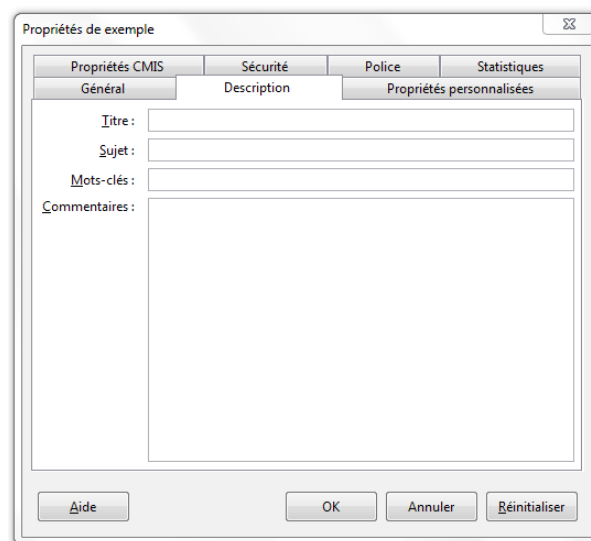 Propriétés de exemple
Propriétés CMIS Sécurité Police Statistiques
Général Description Propriétés personnalisées
Titre :
Sujet :
Mots-clés :
Commentaires :
Aide OK Annuler Réinitialiser